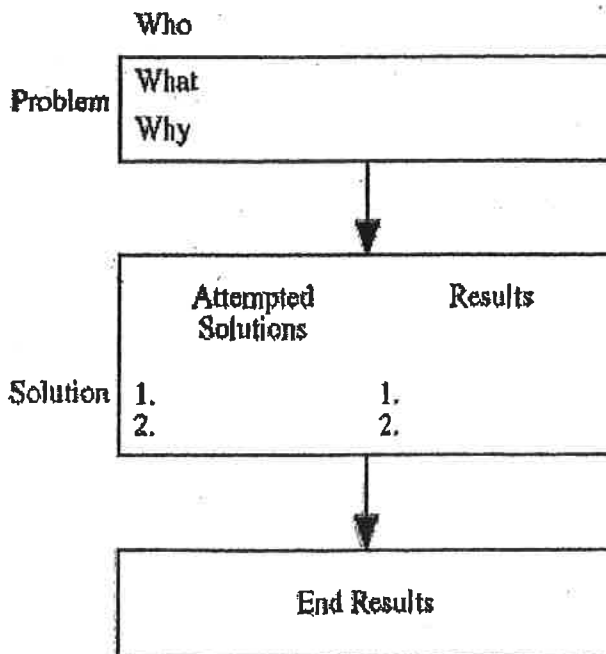 Who
Problem
What
Why
Attempted Solutions
Results
Solution
1.
1.
2.
2.
End Results